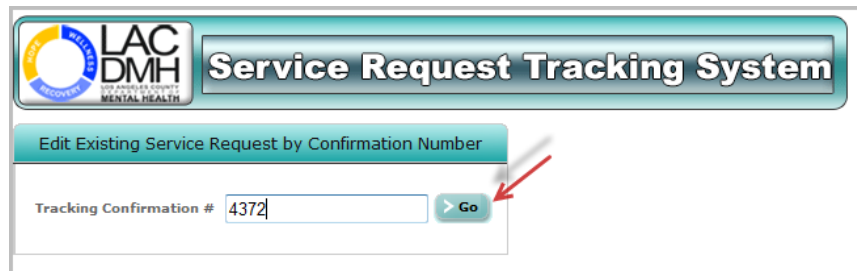 HOPE WELLNESS RECOVERY
LAC
DMH
LOS ANGELES COUNTY
DEPARTMENT OF
MENTAL HEALTH
Service Request Tracking System
Edit Existing Service Request by Confirmation Number
Tracking Confirmation # 4372 > Go